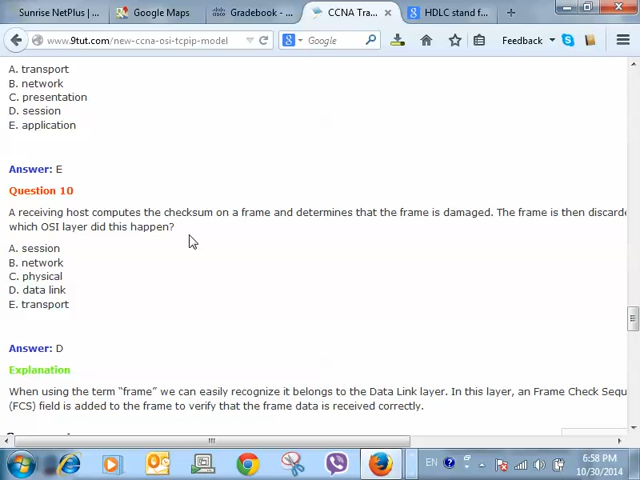 Sunrise NetPlus | ...
Google Maps
Gradebook - ...
CCNA Tra...
HDLC stand f...
www.9tut.com/new-ccna-osi-tcpip-model
Google
Feedback
A. transport
B. network
C. presentation
D. session
E. application
Answer: E
Question 10
A receiving host computes the checksum on a frame and determines that the frame is damaged. The frame is then discarde
which OSI layer did this happen?
A. session
B. network
C. physical
D. data link
E. transport
Answer: D
Explanation
When using the term “frame” we can easily recognize it belongs to the Data Link layer. In this layer, an Frame Check Sequ
(FCS) field is added to the frame to verify that the frame data is received correctly.
EN
6:58 PM
10/30/2014